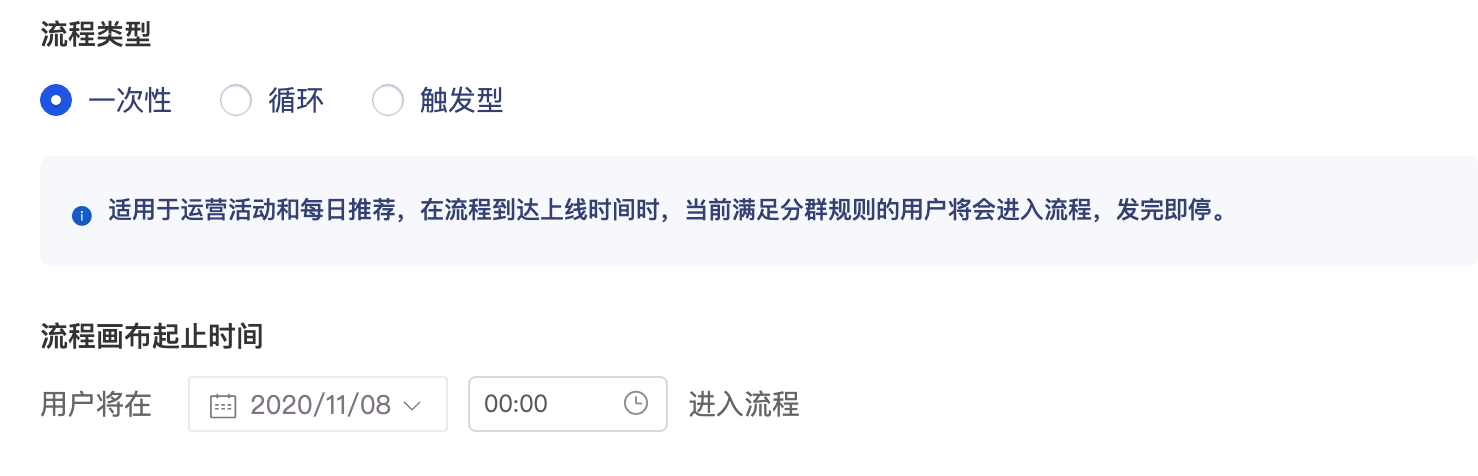 流程类型
一次性 循环 触发型
适用于运营活动和每日推荐，在流程到达上线时间时，当前满足分群规则的用户将会进入流程，发完即停。
流程画布起止时间
用户将在 2020/11/08 00:00 进入流程